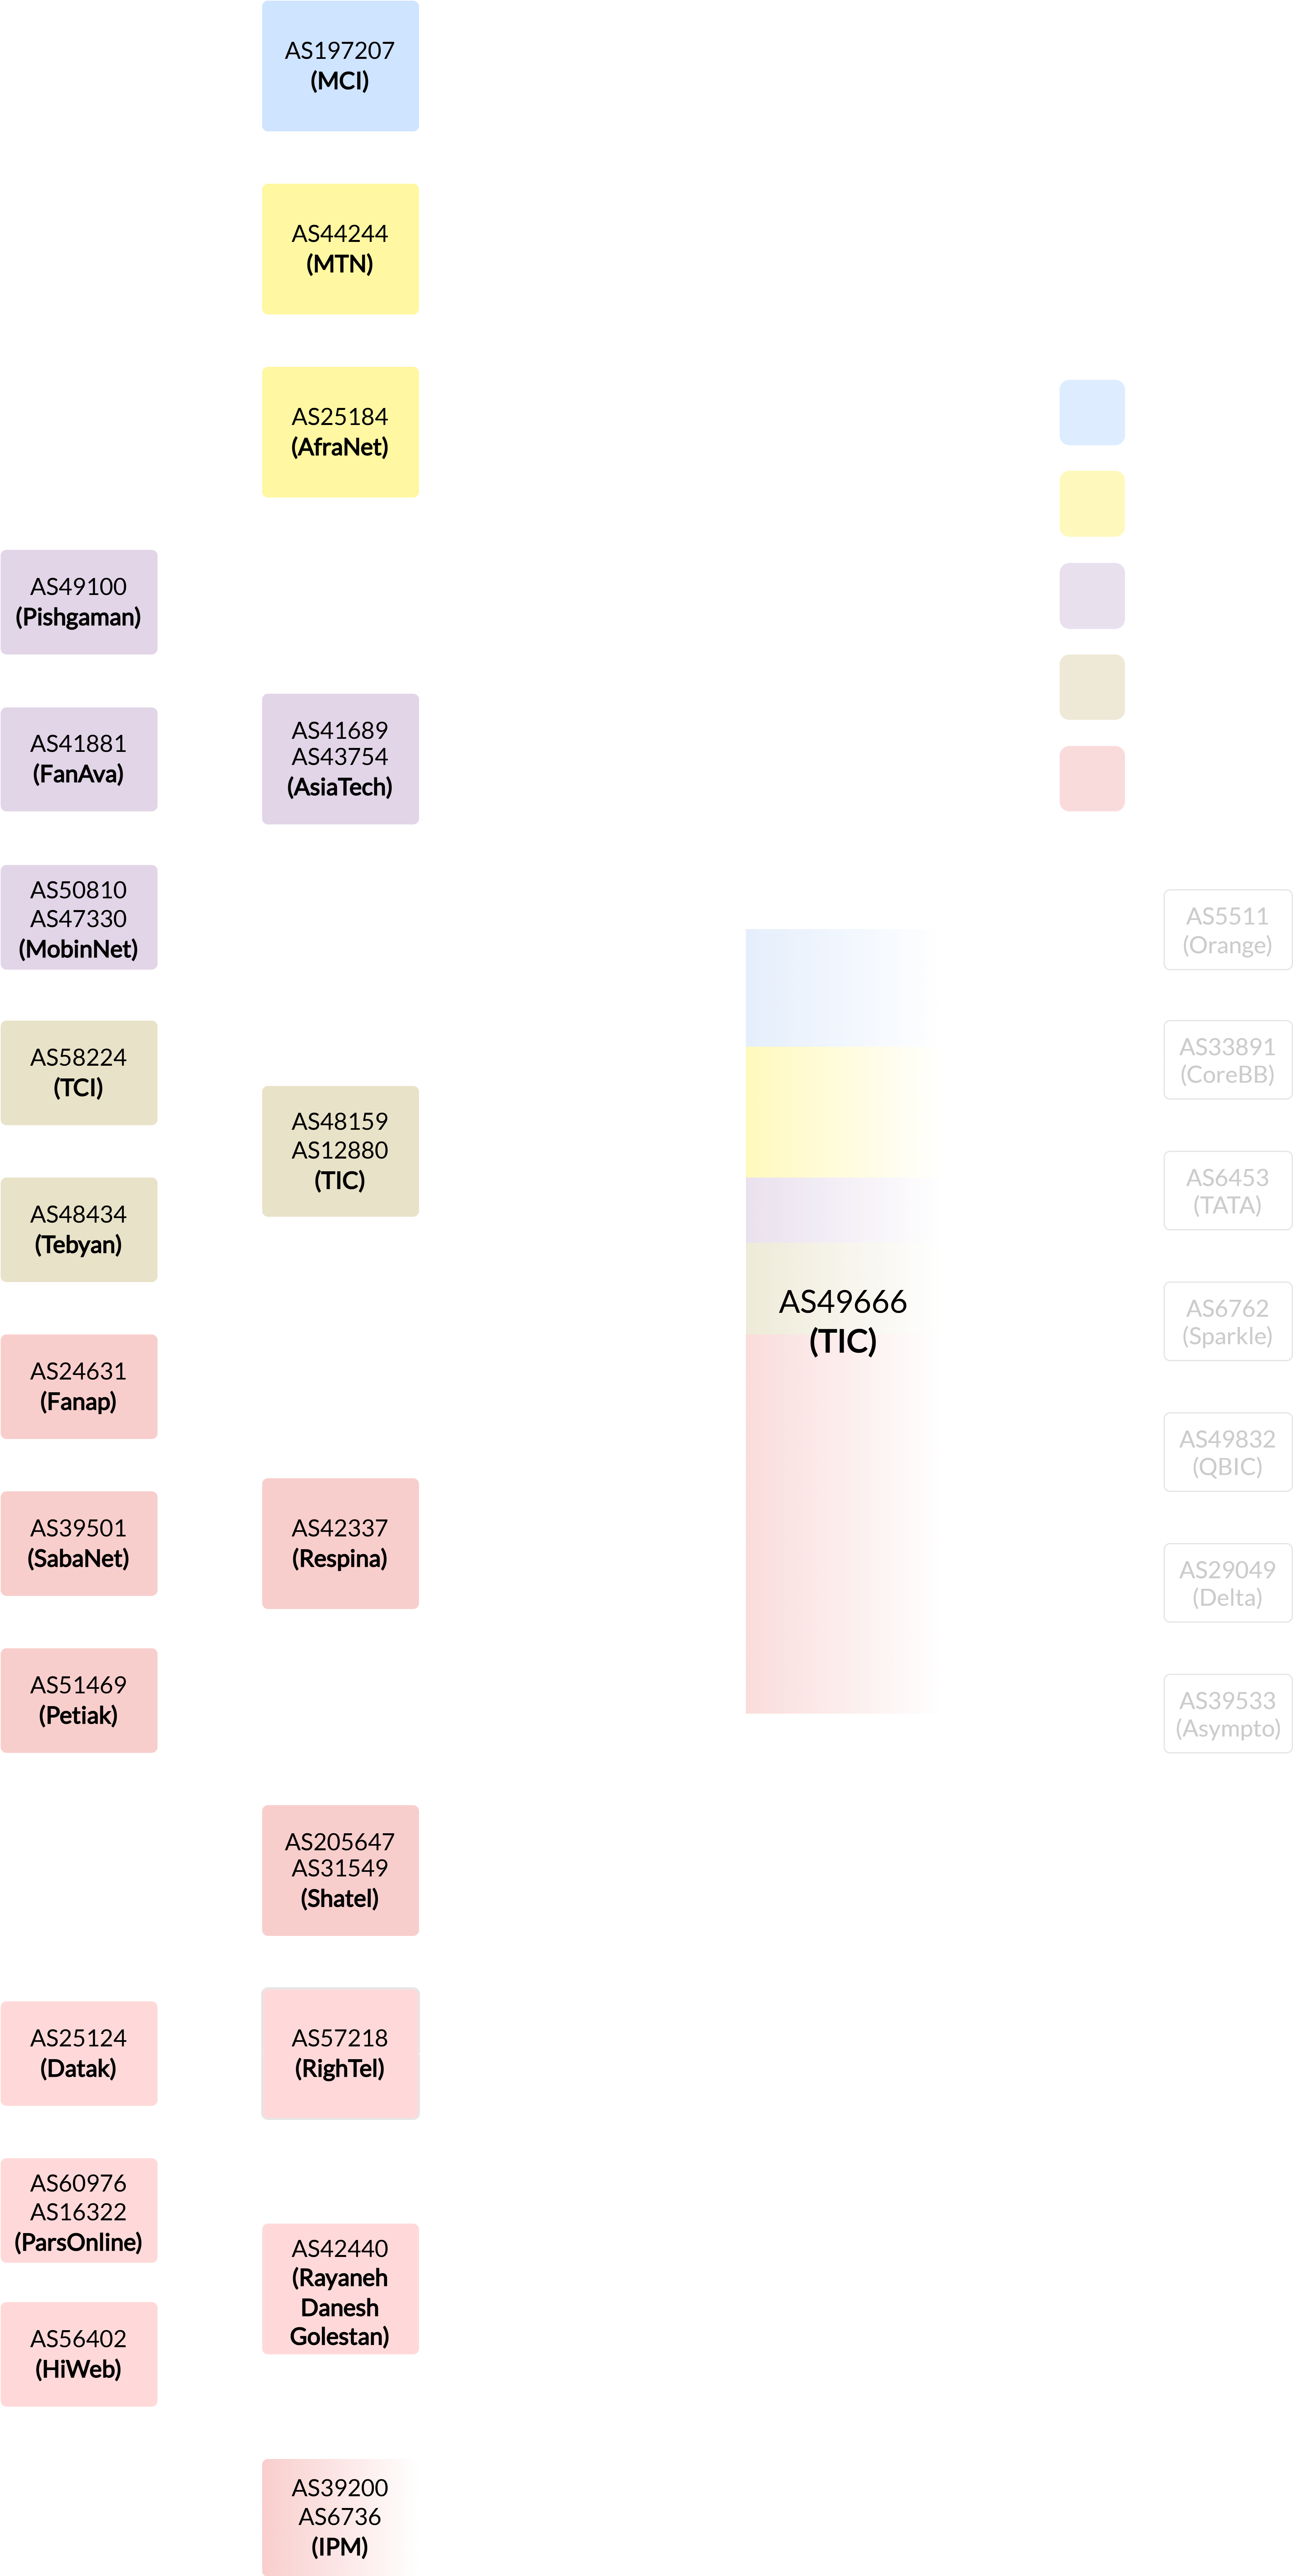 AS197207
(MCI)
AS44244
(MTN)
AS25184
(AfraNet)
AS49100
(Pishgaman)
AS41881
(FanAva)
AS41689
AS43754
(AsiaTech)
AS50810
AS47330
(MobinNet)
AS58224
(TCI)
AS48159
AS12880
(TIC)
AS48434
(Tebyan)
AS24631
(Fanap)
AS39501
(SabaNet)
AS42337
(Respina)
AS51469
(Petiak)
AS205647
AS31549
(Shatel)
AS25124
(Datak)
AS57218
(RighTel)
AS60976
AS16322
(ParsOnline)
AS42440
(Rayaneh
Danesh
Golestan)
AS56402
(HiWeb)
AS39200
AS6736
(IPM)
AS49666
(TIC)
AS5511
(Orange)
AS33891
(CoreBB)
AS6453
(TATA)
AS6762
(Sparkle)
AS49832
(QBIC)
AS29049
(Delta)
AS39533
(Asympto)